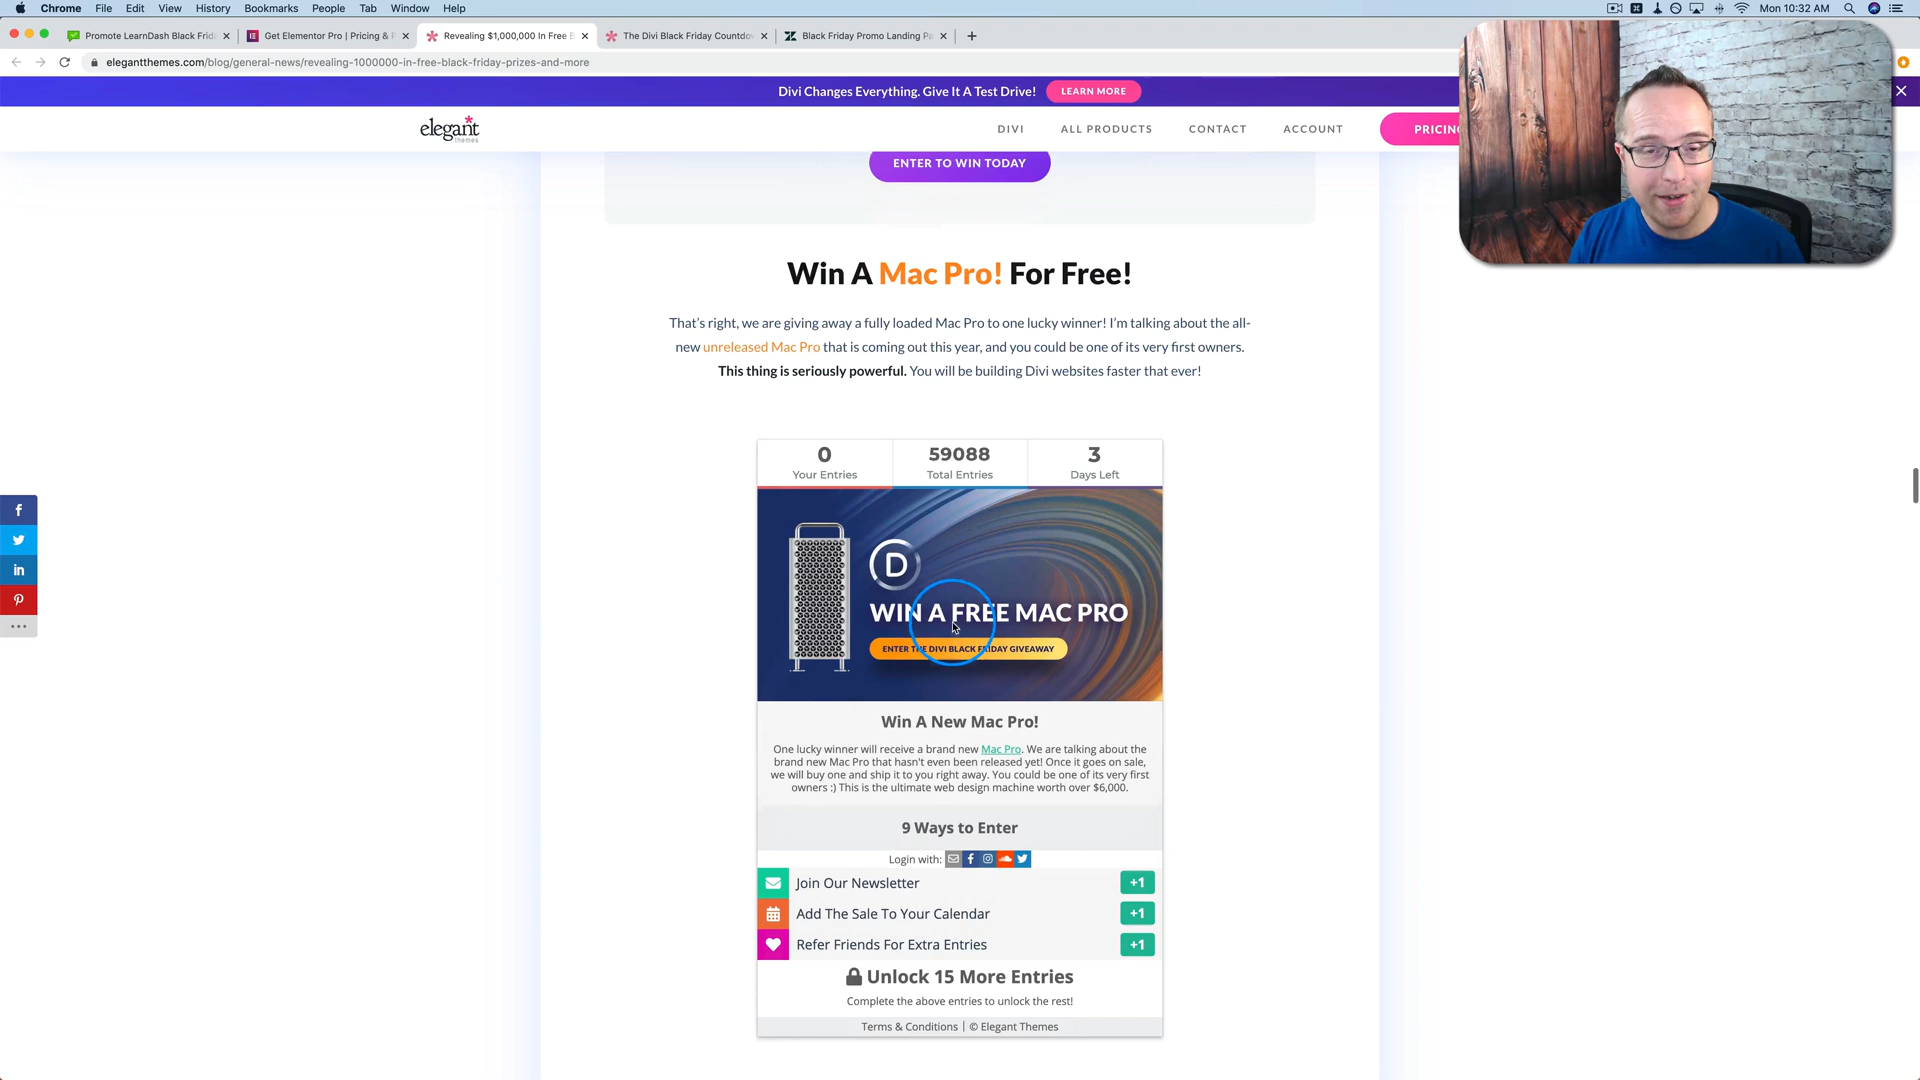 Chrome File Edit View History Bookmarks People Tab Window Help
Mon 10:32 AM
Promote LearnDash Black Frid
Get Elementor Pro | Pricing & P
Revealing $1,000,000 In Free B
The Divi Black Friday Countdow
Black Friday Promo Landing Pa
elegantthemes.com/blog/general-news/revealing-1000000-in-free-black-friday-prizes-and-more
Divi Changes Everything. Give It A Test Drive! LEARN MORE
elegant
themes
DIVI ALL PRODUCTS CONTACT ACCOUNT PRICING
ENTER TO WIN TODAY
Win A Mac Pro! For Free!
That's right, we are giving away a fully loaded Mac Pro to one lucky winner! I'm talking about the all-
new unreleased Mac Pro that is coming out this year, and you could be one of its very first owners.
This thing is seriously powerful. You will be building Divi websites faster that ever!
0 59088 3
Your Entries Total Entries Days Left
D
WIN A FREE MAC PRO
ENTER THE DIVI BLACK FRIDAY GIVEAWAY
Win A New Mac Pro!
One lucky winner will receive a brand new Mac Pro. We are talking about the
brand new Mac Pro that hasn't even been released yet! Once it goes on sale,
we will buy one and ship it to you right away. You could be one of its very first
owners :) This is the ultimate web design machine worth over $6,000.
9 Ways to Enter
Login with:
Join Our Newsletter +1
Add The Sale To Your Calendar +1
Refer Friends For Extra Entries +1
Unlock 15 More Entries
Complete the above entries to unlock the rest!
Terms & Conditions | © Elegant Themes